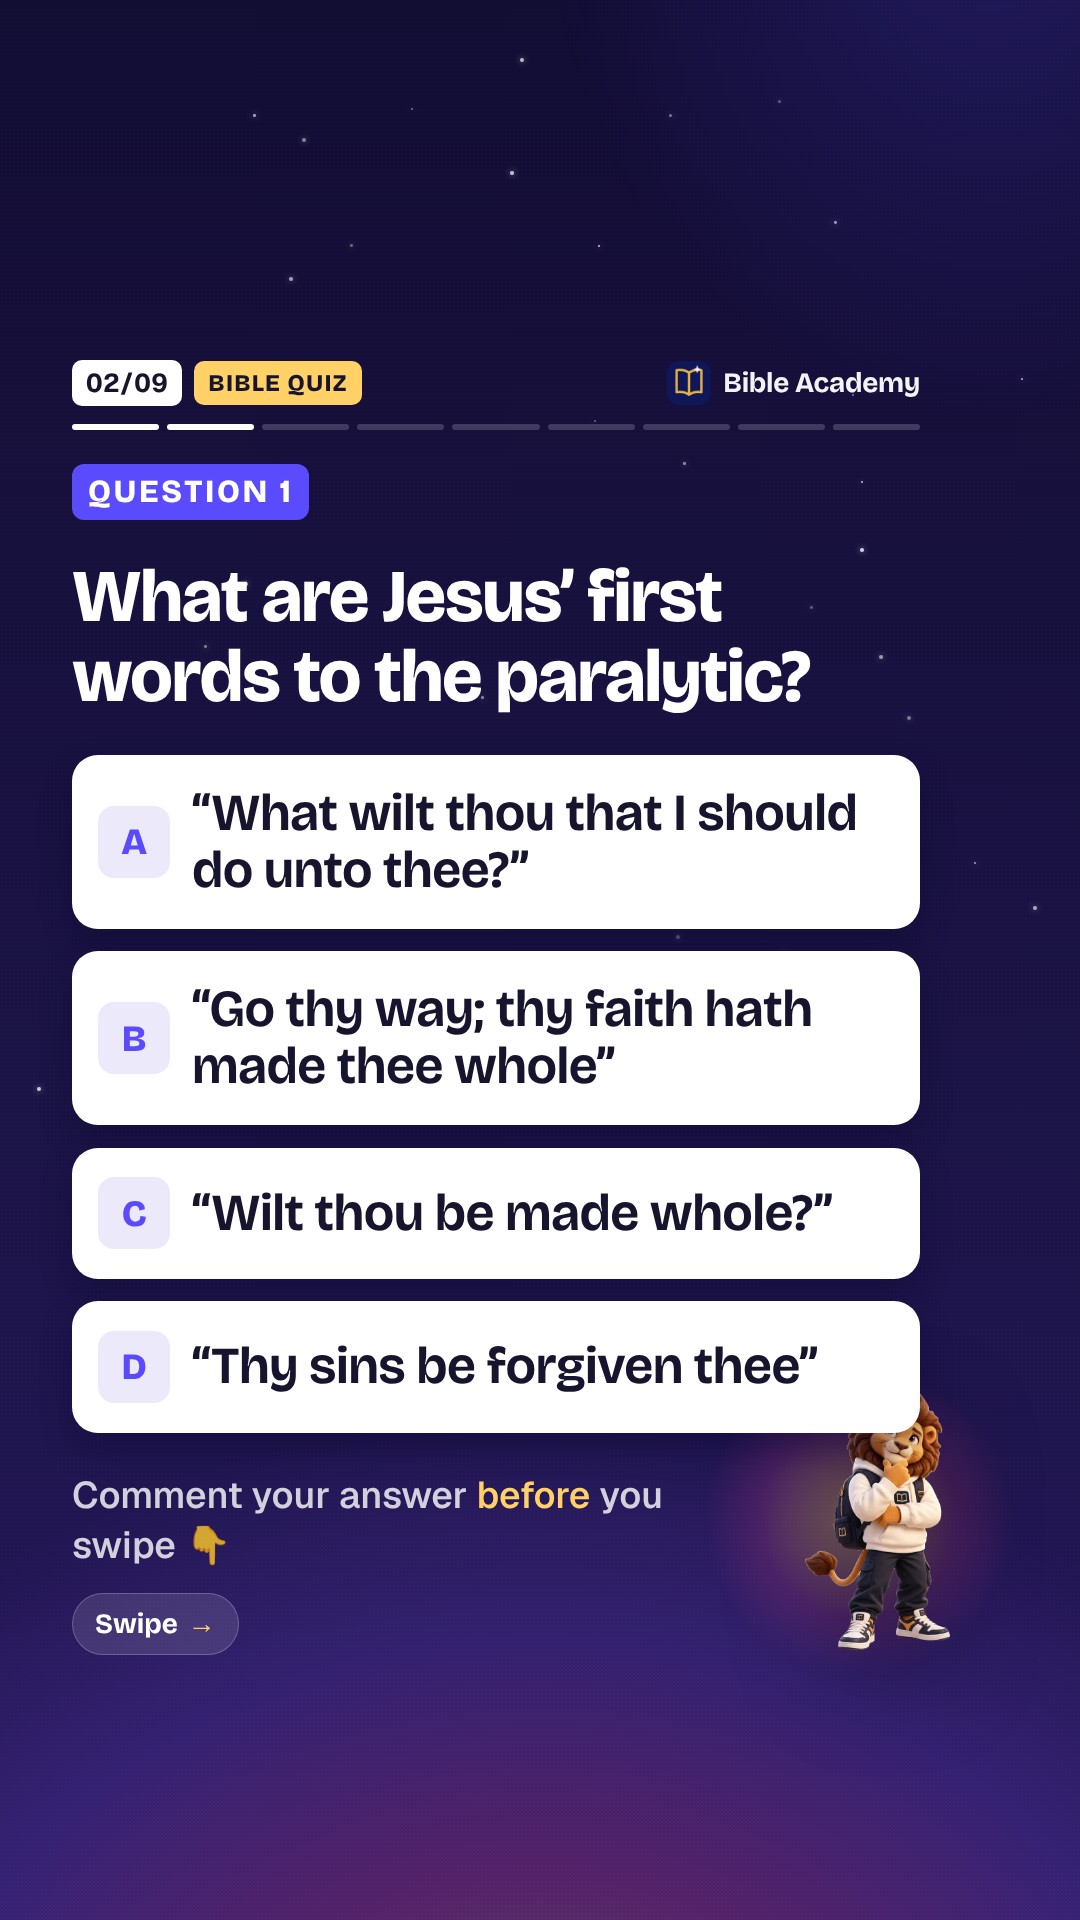 02/09 BIBLE QUIZ Bible Academy
QUESTION 1
What are Jesus’ first
words to the paralytic?
A “What wilt thou that I should
do unto thee?”
B “Go thy way; thy faith hath
made thee whole”
C “Wilt thou be made whole?”
D “Thy sins be forgiven thee”
Comment your answer before you
swipe 👇
Swipe →